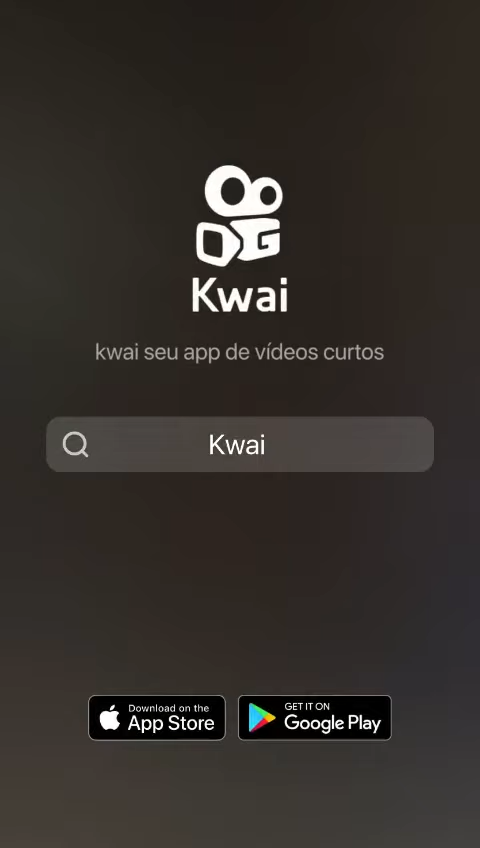 Kwai
kwai seu app de vídeos curtos
Kwai
Download on the
App Store
GET IT ON
Google Play